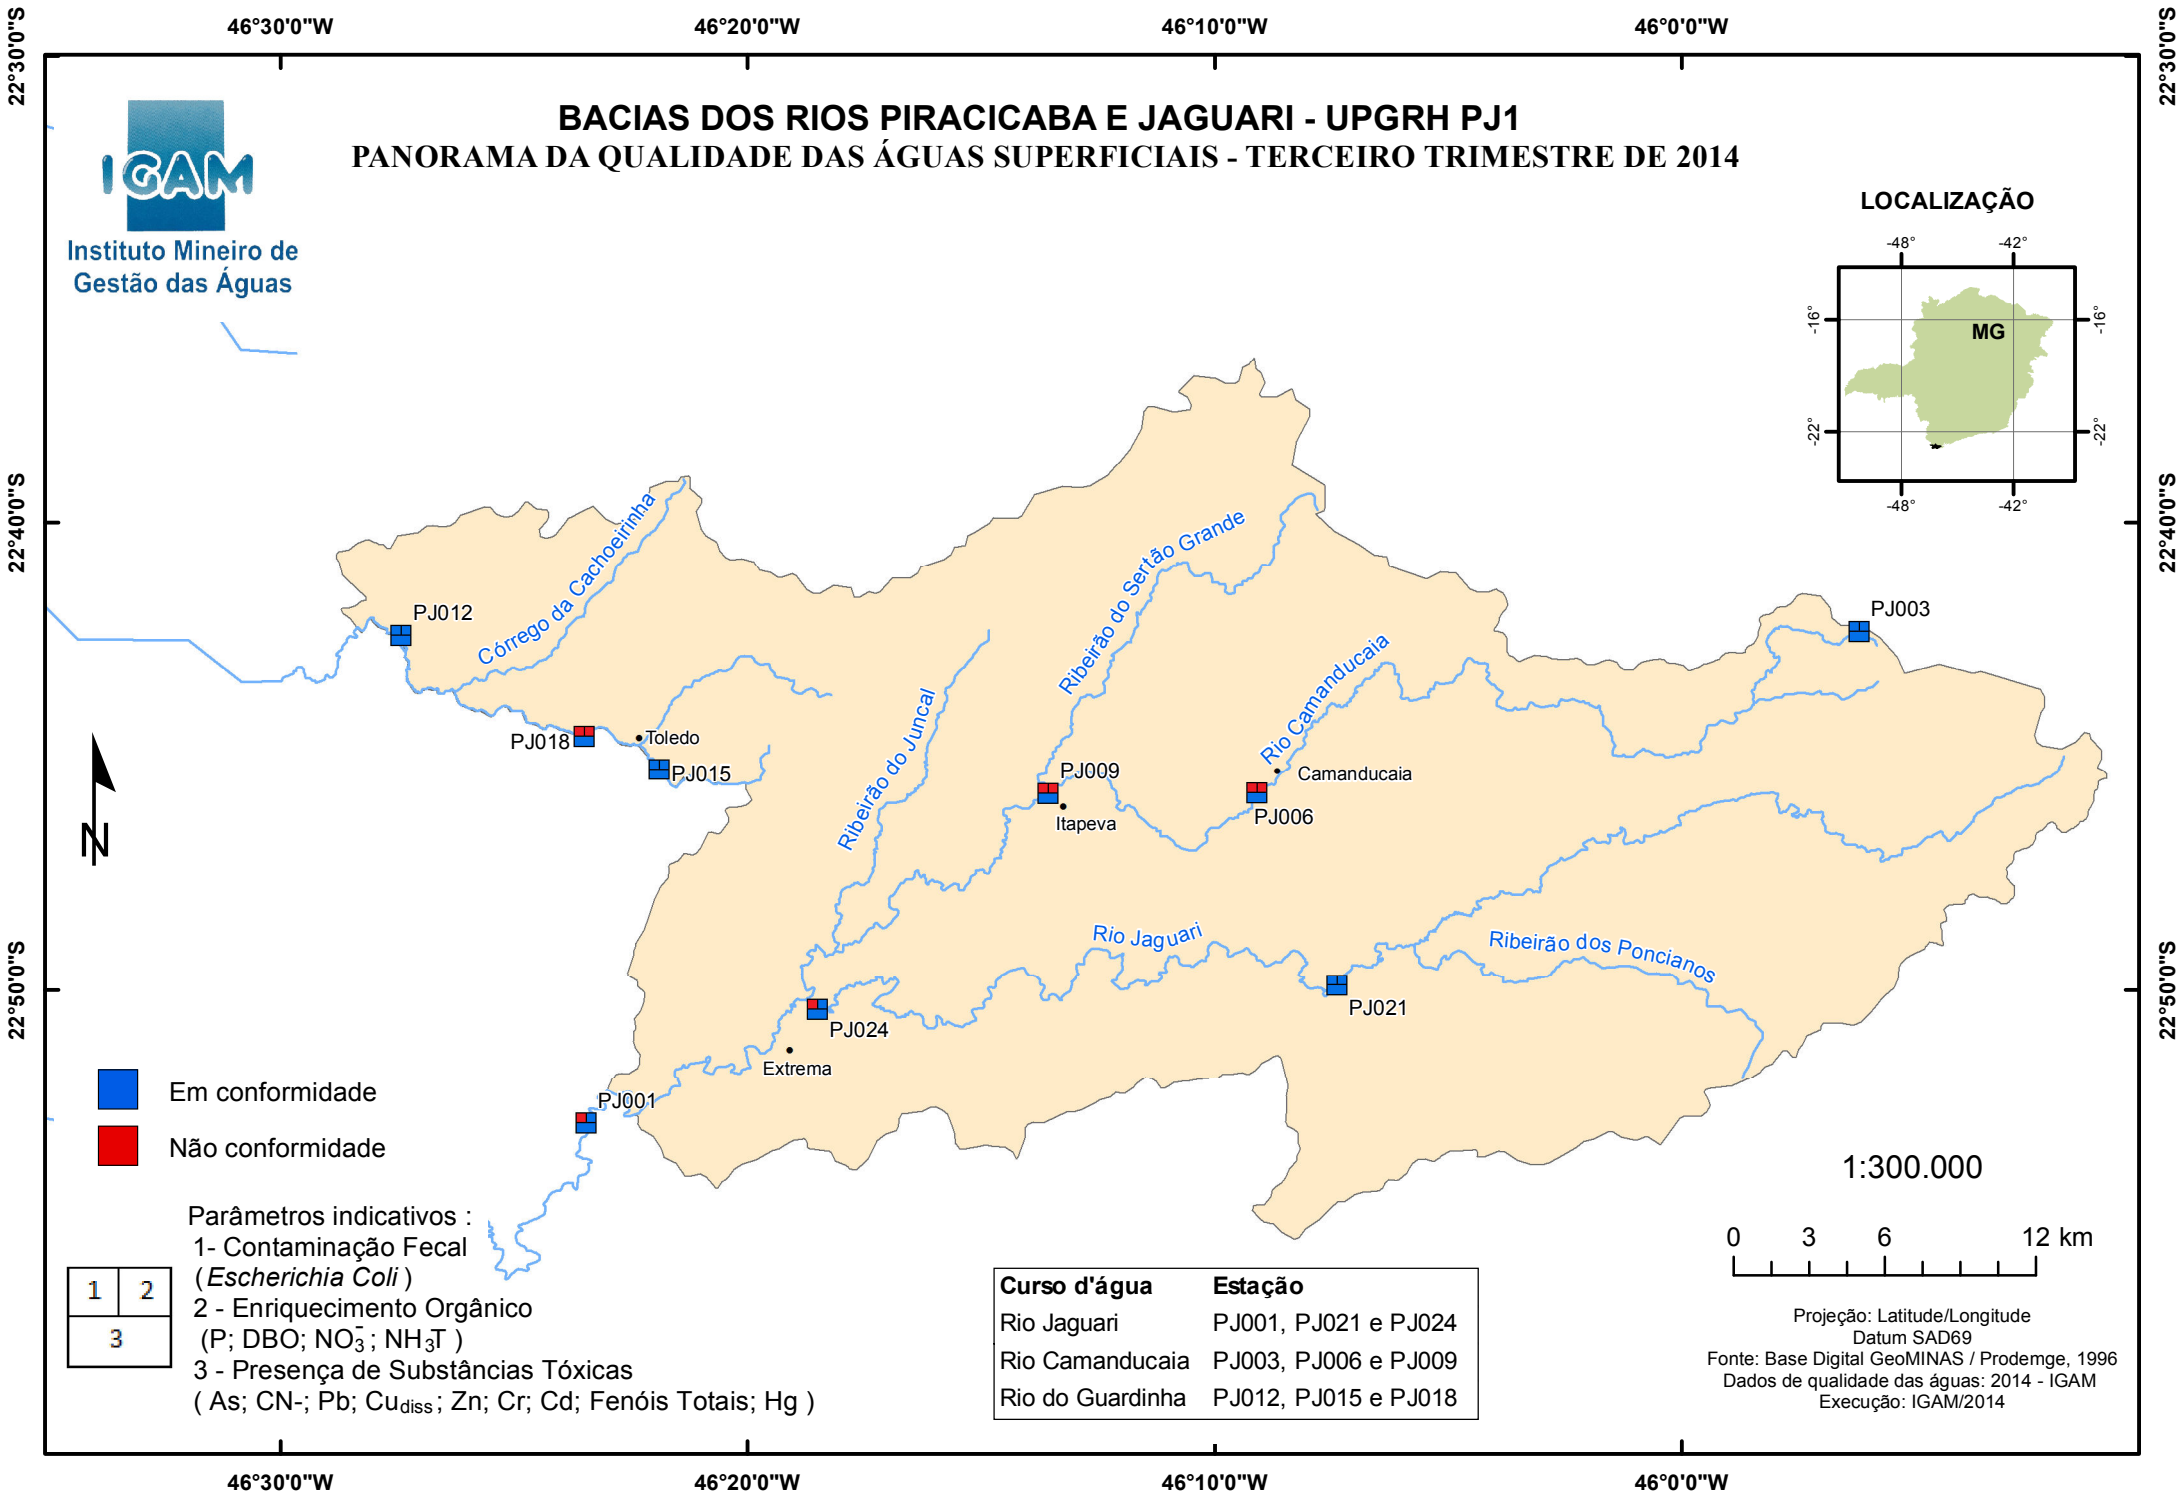 46°30'0"W 46°20'0"W 46°10'0"W 46°0'0"W
22°30'0"S 22°30'0"S
BACIAS DOS RIOS PIRACICABA E JAGUARI - UPGRH PJ1
PANORAMA DA QUALIDADE DAS ÁGUAS SUPERFICIAIS - TERCEIRO TRIMESTRE DE 2014
IGAM
Instituto Mineiro de
Gestão das Águas
LOCALIZAÇÃO
-48° -42°
-16° -16°
MG
-22° -22°
-48° -42°
22°40'0"S 22°40'0"S
Córrego da Cachoeirinha
Ribeirão do Sertão Grande
PJ012
PJ003
Rio Camanducaia
Ribeirão do Juncal
PJ018
Toledo
PJ015
PJ009
Camanducaia
Itapeva
PJ006
22°50'0"S 22°50'0"S
Rio Jaguari
Ribeirão dos Poncianos
PJ021
PJ024
Extrema
PJ001
N
Em conformidade
Não conformidade
Parâmetros indicativos :
1- Contaminação Fecal
(Escherichia Coli )
2 - Enriquecimento Orgânico
(P; DBO; NO3-; NH3T )
3 - Presença de Substâncias Tóxicas
( As; CN-; Pb; Cudiss; Zn; Cr; Cd; Fenóis Totais; Hg )
1 2
3
Curso d'água Estação
Rio Jaguari PJ001, PJ021 e PJ024
Rio Camanducaia PJ003, PJ006 e PJ009
Rio do Guardinha PJ012, PJ015 e PJ018
1:300.000
0 3 6 12 km
Projeção: Latitude/Longitude
Datum SAD69
Fonte: Base Digital GeoMINAS / Prodemge, 1996
Dados de qualidade das águas: 2014 - IGAM
Execução: IGAM/2014
46°30'0"W 46°20'0"W 46°10'0"W 46°0'0"W